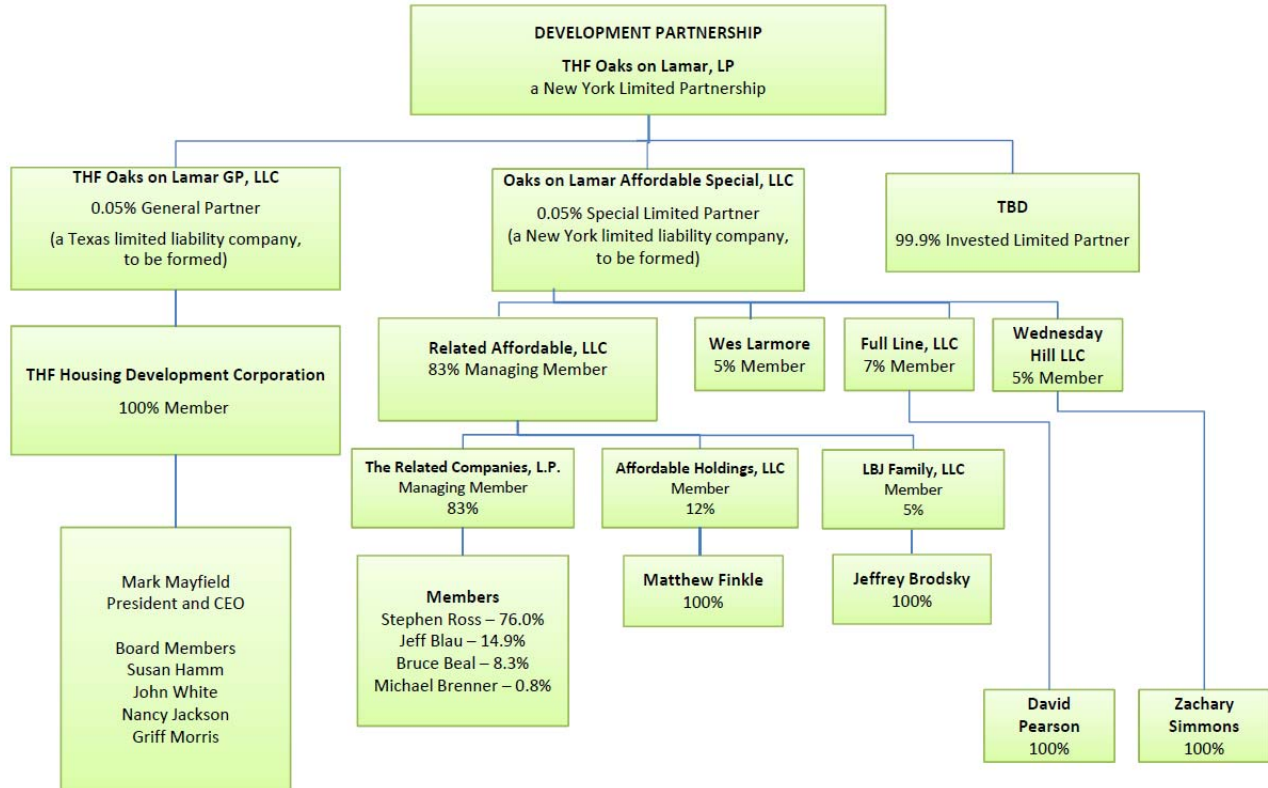 DEVELOPMENT PARTNERSHIP
THF Oaks on Lamar, LP
a New York Limited Partnership
THF Oaks on Lamar GP, LLC
0.05% General Partner
(a Texas limited liability company,
to be formed)
Oaks on Lamar Affordable Special, LLC
0.05% Special Limited Partner
(a New York limited liability company,
to be formed)
TBD
99.9% Invested Limited Partner
THF Housing Development Corporation
100% Member
Related Affordable, LLC
83% Managing Member
Wes Larmore
5% Member
Full Line, LLC
7% Member
Wednesday
Hill LLC
5% Member
The Related Companies, L.P.
Managing Member
83%
Affordable Holdings, LLC
Member
12%
LBJ Family, LLC
Member
5%
Mark Mayfield
President and CEO
Board Members
Susan Hamm
John White
Nancy Jackson
Griff Morris
Members
Stephen Ross – 76.0%
Jeff Blau – 14.9%
Bruce Beal – 8.3%
Michael Brenner – 0.8%
Matthew Finkle
100%
Jeffrey Brodsky
100%
David
Pearson
100%
Zachary
Simmons
100%